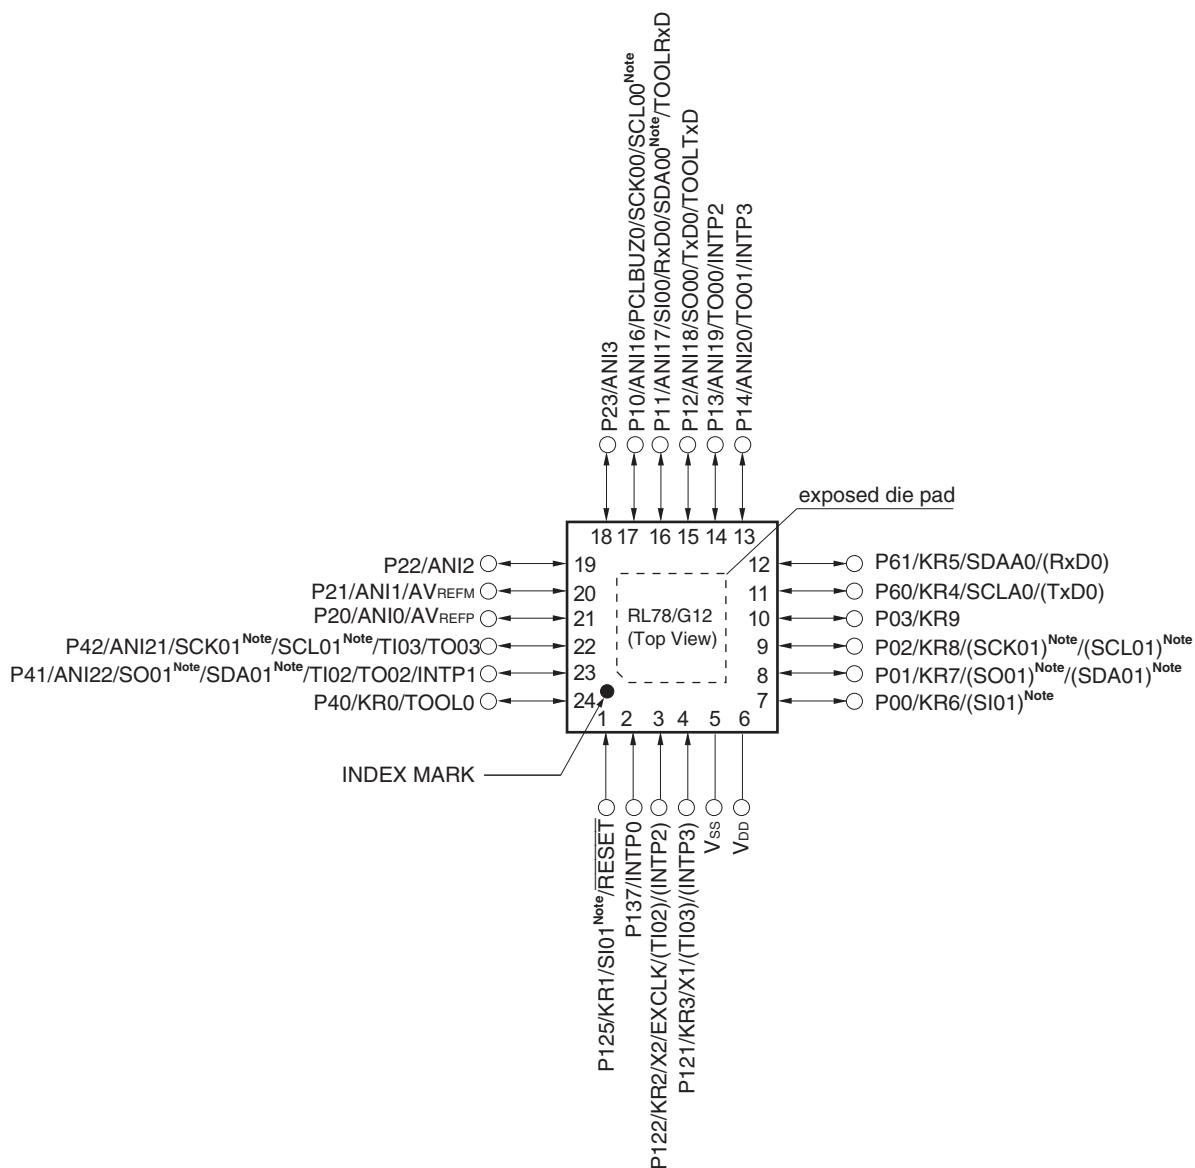 P23/ANI3
P10/ANI16/PCLBUZ0/SCK00/SCL00Note
P11/ANI17/SI00/RxD0/SDA00Note/TOOLRxD
P12/ANI18/SO00/TxD0/TOOLTxD
P13/ANI19/TO00/INTP2
P14/ANI20/TO01/INTP3
exposed die pad
18 17 16 15 14 13
P22/ANI2 19
P21/ANI1/AVREFM 20
P20/ANI0/AVREFP 21
P42/ANI21/SCK01Note/SCL01Note/TI03/TO03 22
P41/ANI22/SO01Note/SDA01Note/TI02/TO02/INTP1 23
P40/KR0/TOOL0 24
RL78/G12
(Top View)
12 P61/KR5/SDAA0/(RxD0)
11 P60/KR4/SCLA0/(TxD0)
10 P03/KR9
9 P02/KR8/(SCK01)Note/(SCL01)Note
8 P01/KR7/(SO01)Note/(SDA01)Note
7 P00/KR6/(SI01)Note
1 2 3 4 5 6
INDEX MARK
P125/KR1/SI01Note/RESET
P137/INTP0
P122/KR2/X2/EXCLK/(TI02)/(INTP2)
P121/KR3/X1/(TI03)/(INTP3)
VSS
VDD